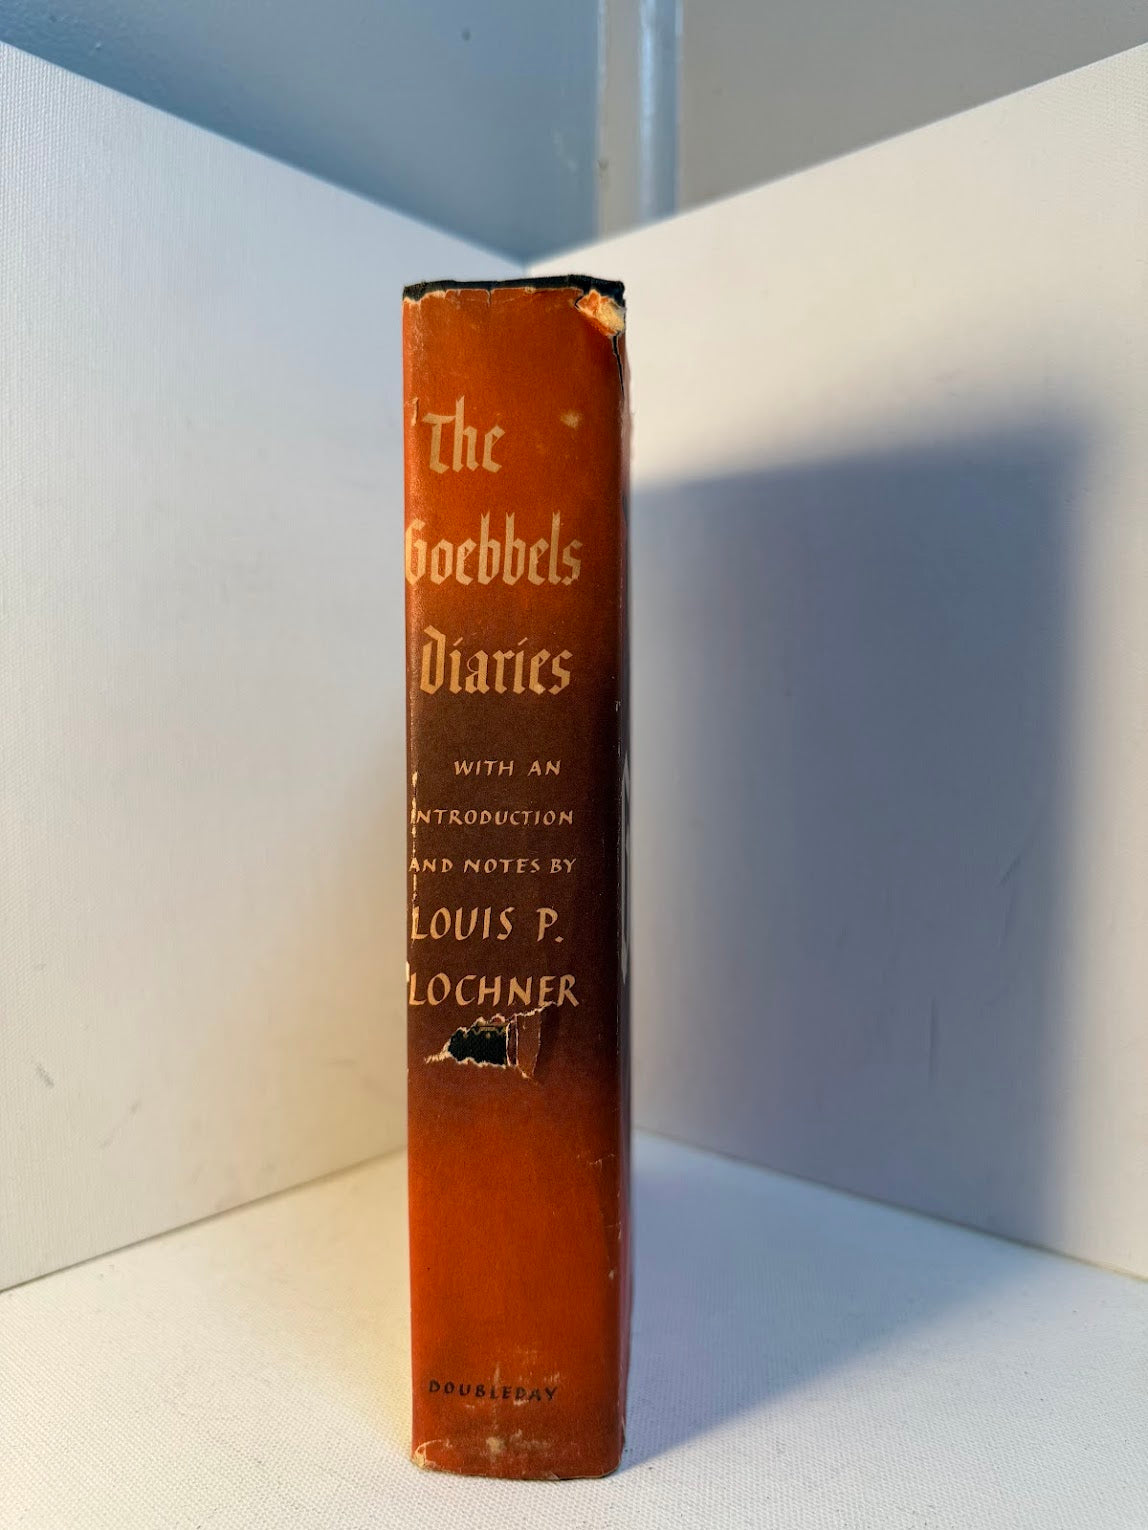 The
Goebbels
Diaries
WITH AN
INTRODUCTION
AND NOTES BY
LOUIS P.
LOCHNER
DOUBLEDAY